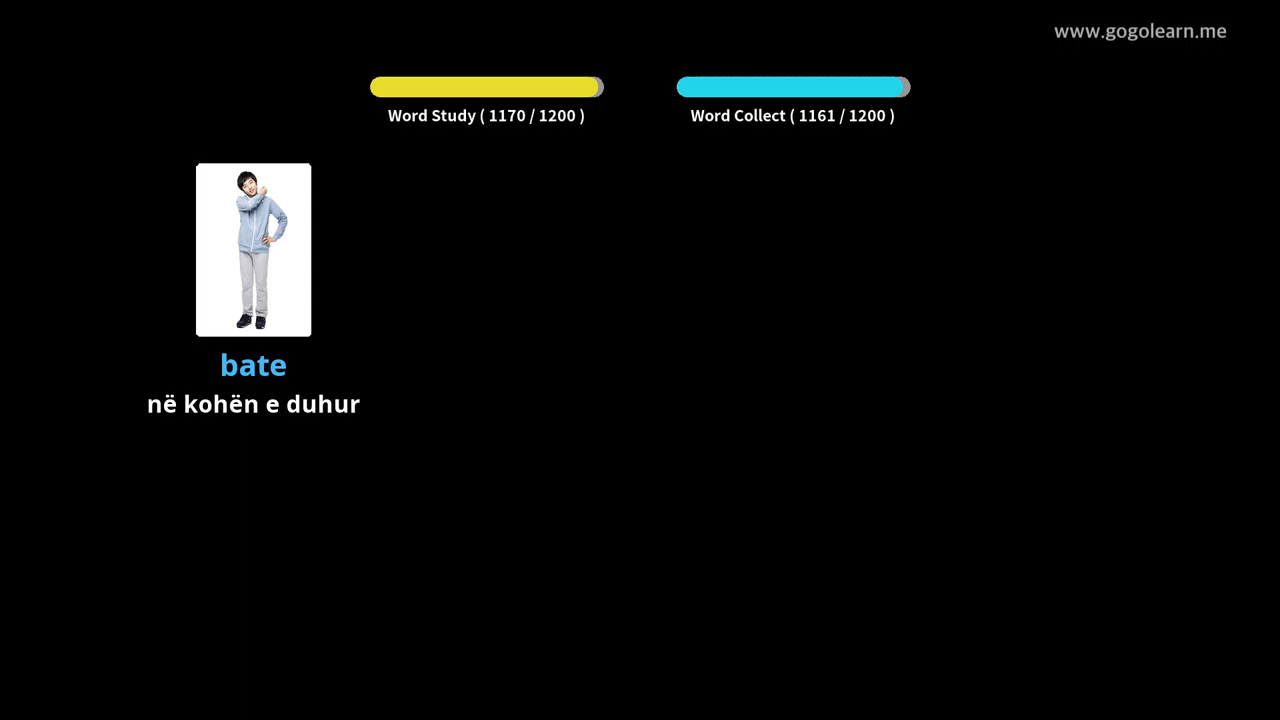 www.gogolearn.me
Word Study ( 1170 / 1200 )
Word Collect ( 1161 / 1200 )
bate
në kohën e duhur